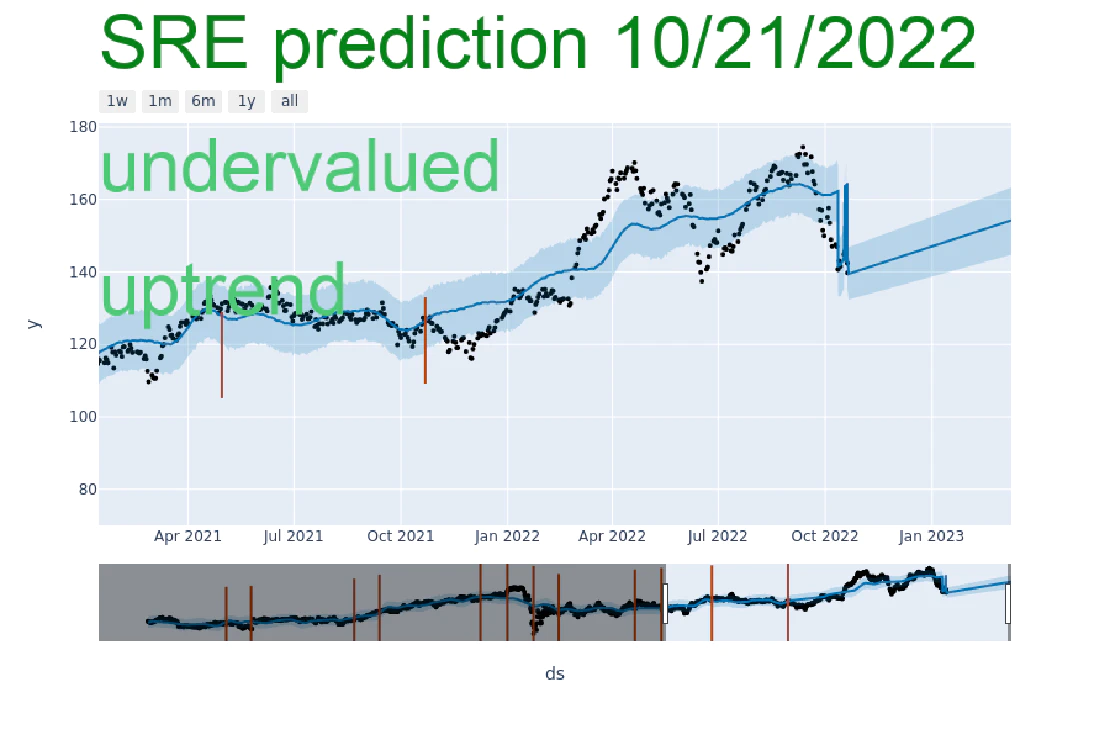 SRE prediction 10/21/2022
1w 1m 6m 1y all
180
undervalued
160
140
uptrend
y
120
100
80
Apr 2021 Jul 2021 Oct 2021 Jan 2022 Apr 2022 Jul 2022 Oct 2022 Jan 2023
ds